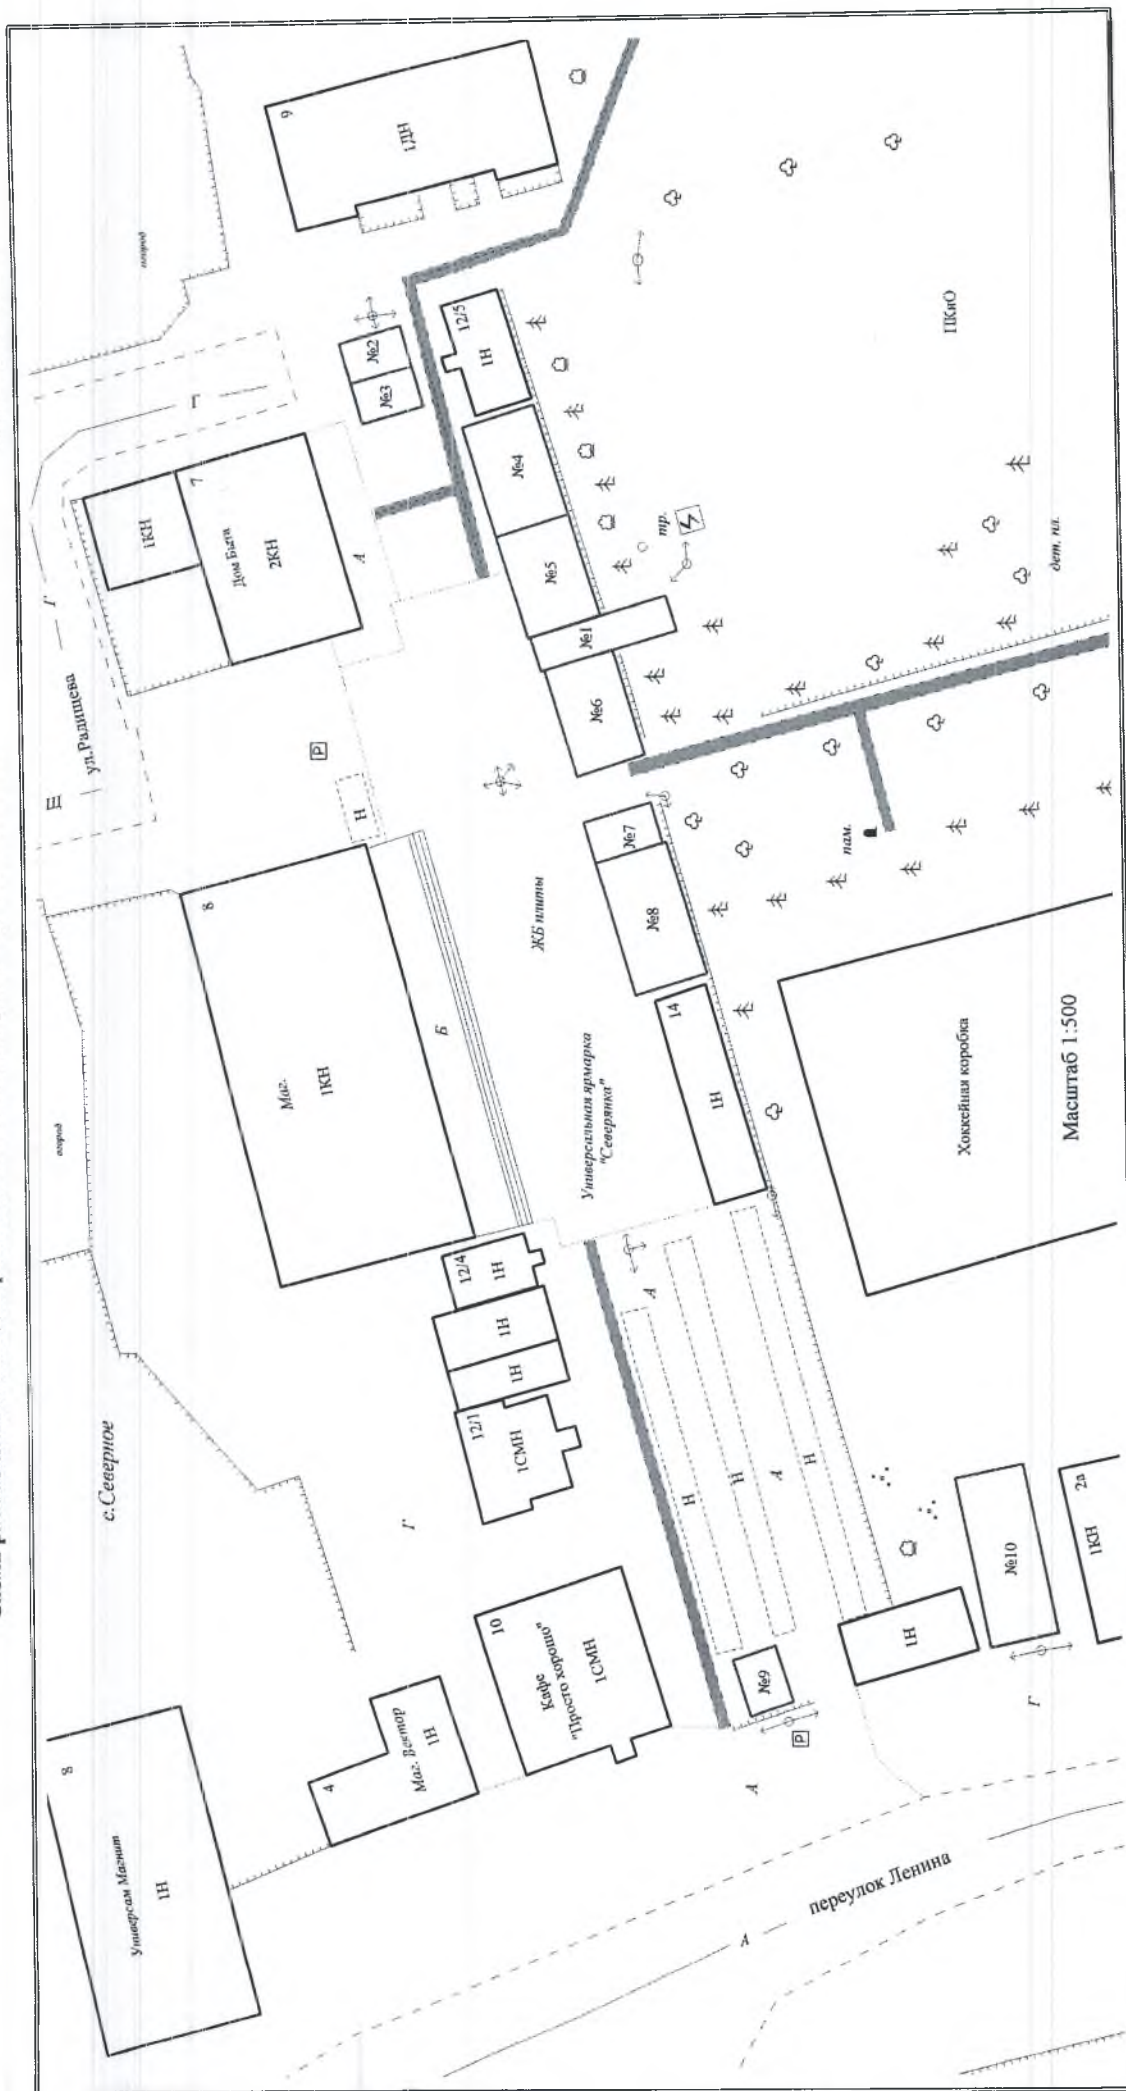 с.Северное
ул.Радищева
огород
огород
Универсам Магнит
1Н
8
4
Маг. Вектор
1Н
10
Кафе
"Просто хорошо"
1СМН
12/1
1СМН
1Н
1Н
12/4
1Н
8
Маг.
1КН
Б
Н
Р
7
Дом Быта
2КН
1КН
А
Г
Г
Г
№3
№2
9
1ДН
12/5
1Н
№4
№5
№1
№6
№7
№8
14
1Н
ЖБ плиты
Универсальная ярмарка
"Северянка"
тр.
ПКиО
дет. пл.
пам.
Хоккейная коробка
Масштаб 1:500
А
Н
Н
А
Н
№9
Р
А
1Н
№10
2а
1КН
Г
А
переулок Ленина